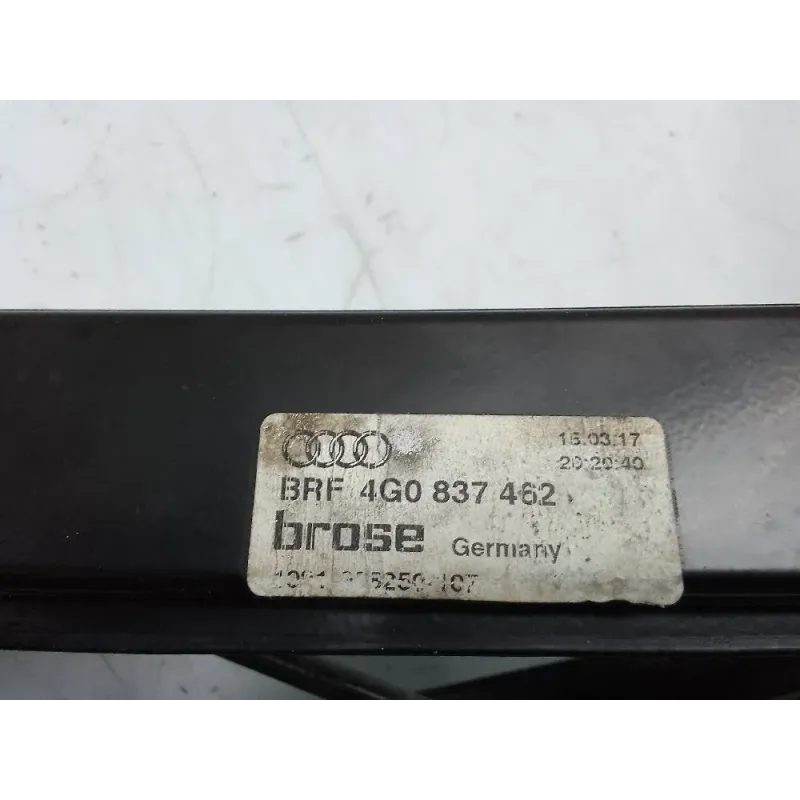 16.03.17
20:20:40
BRF 4G0 837 462
brose Germany